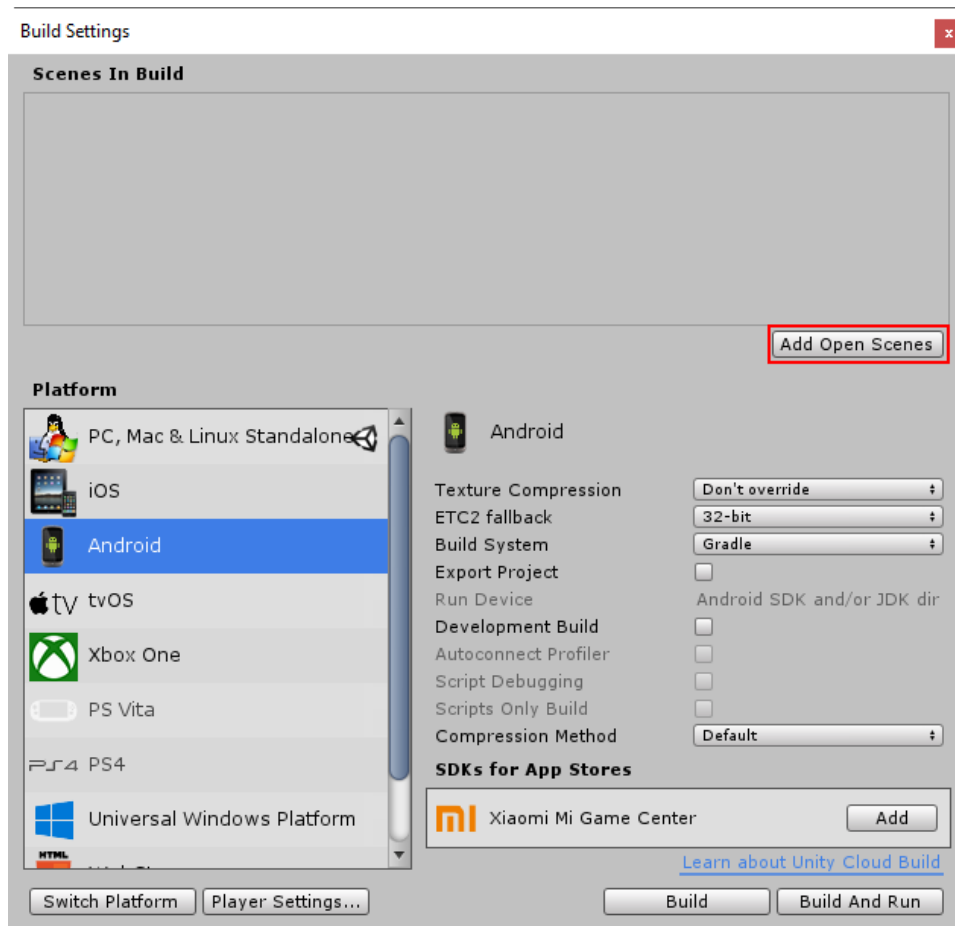 Build Settings
x
Scenes In Build
Add Open Scenes
Platform
PC, Mac & Linux Standalone
iOS
Android
tv tvOS
Xbox One
PS Vita
PS4 PS4
Universal Windows Platform
HTML
Android
Texture Compression Don't override
ETC2 fallback 32-bit
Build System Gradle
Export Project
Run Device Android SDK and/or JDK dir
Development Build
Autoconnect Profiler
Script Debugging
Scripts Only Build
Compression Method Default
SDKs for App Stores
Xiaomi Mi Game Center Add
Learn about Unity Cloud Build
Switch Platform Player Settings... Build Build And Run